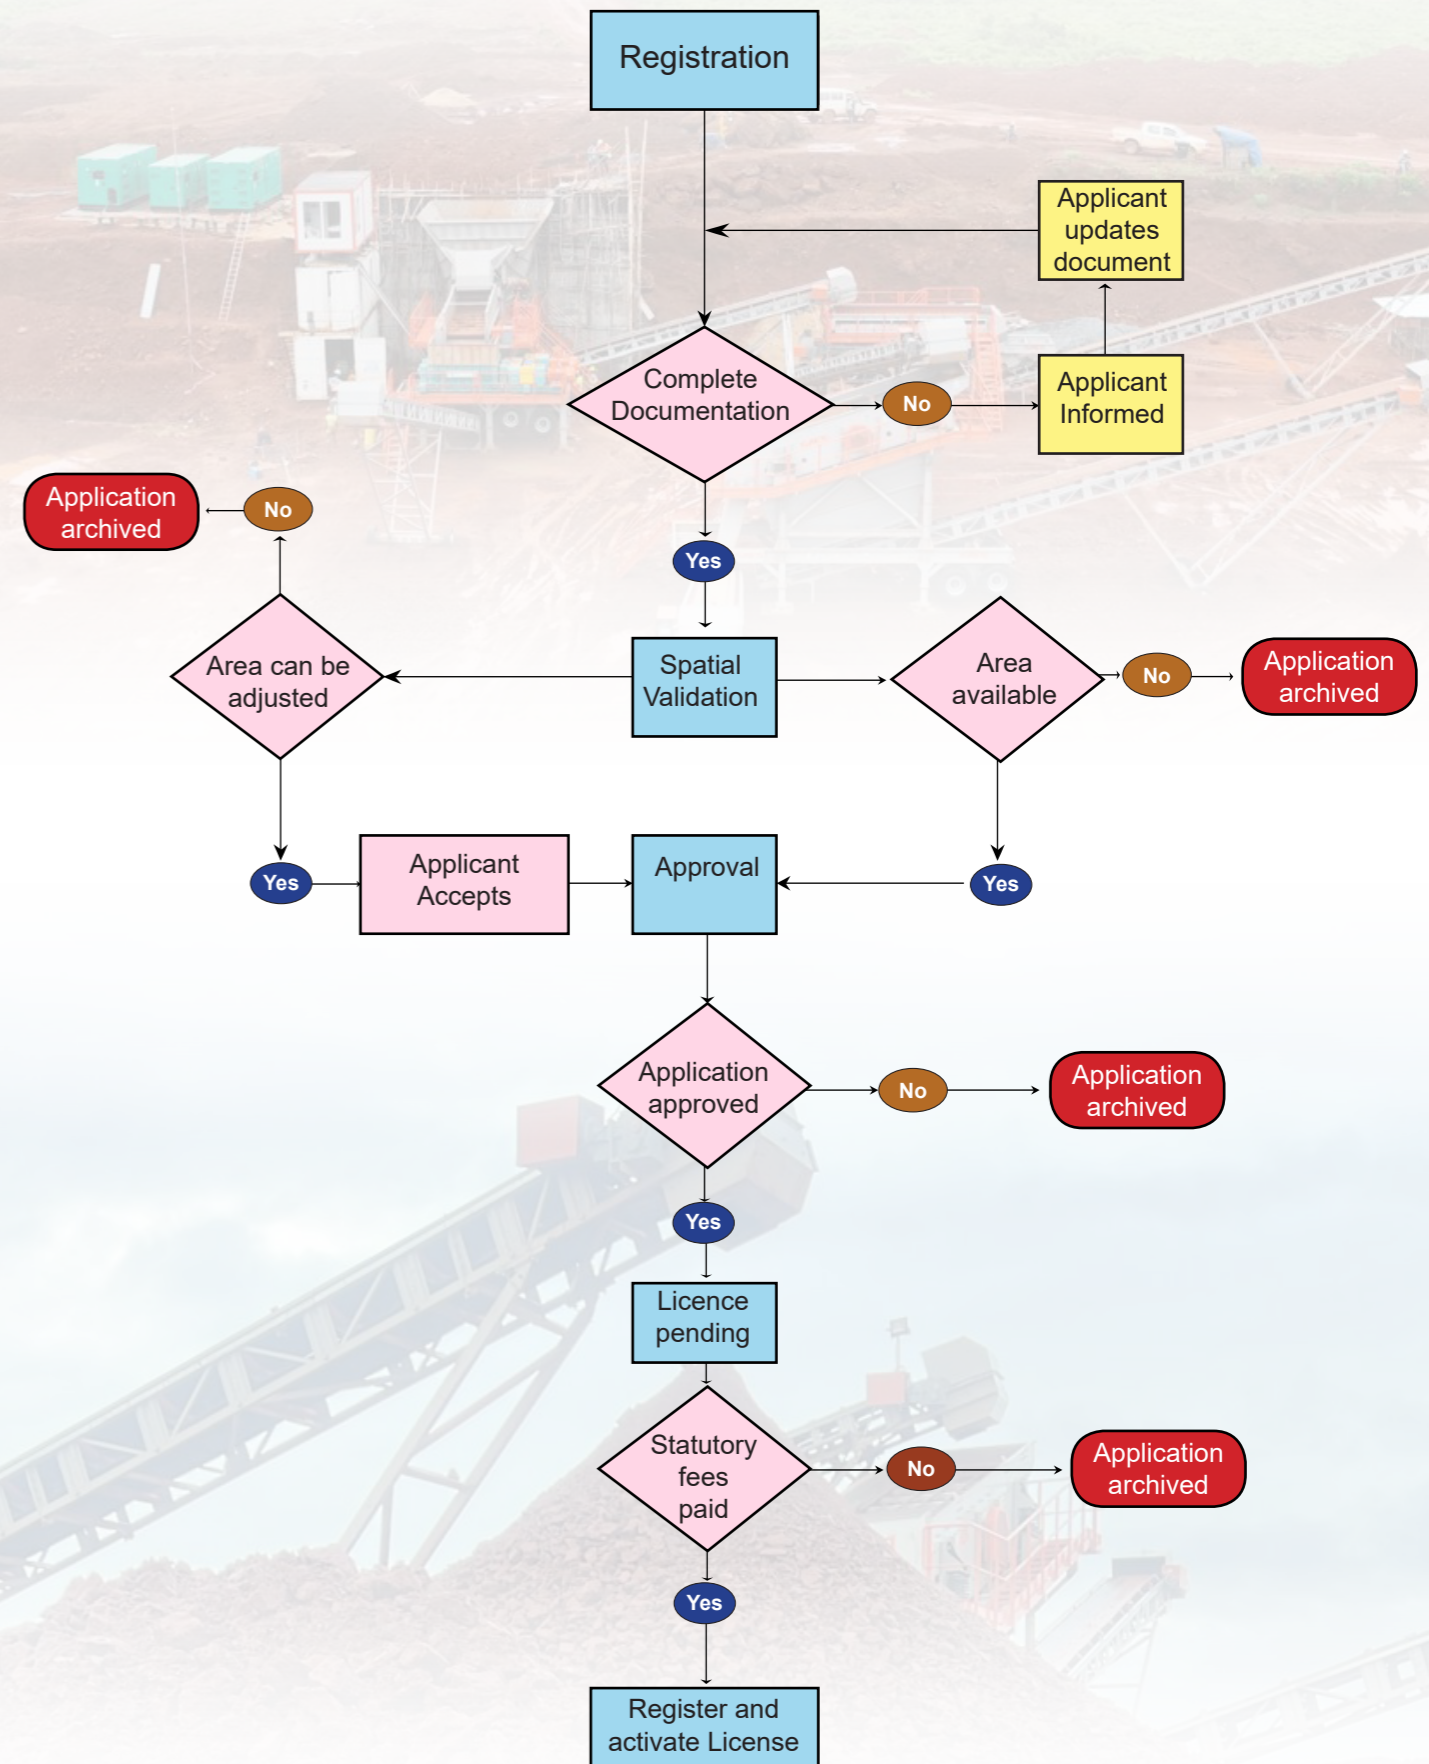 Registration
Applicant
updates
document
Complete
Documentation
No
Applicant
Informed
Application
archived
No
Yes
Area can be
adjusted
Spatial
Validation
Area
available
No
Application
archived
Yes
Applicant
Accepts
Approval
Yes
Application
approved
No
Application
archived
Yes
Licence
pending
Statutory
fees
paid
No
Application
archived
Yes
Register and
activate License